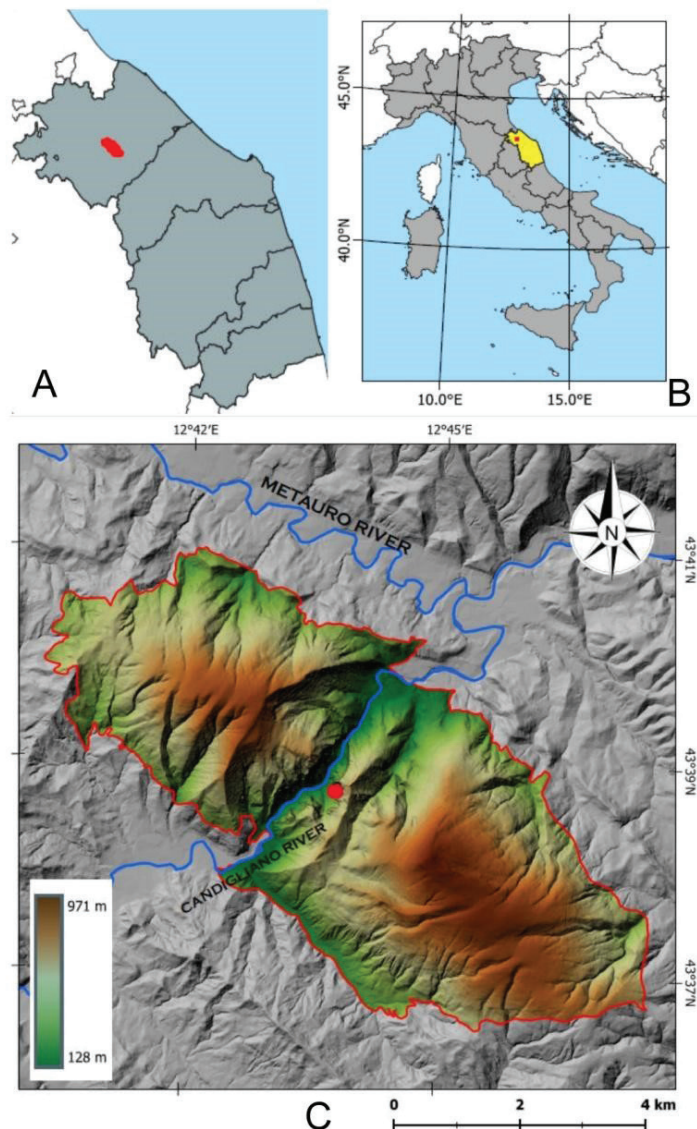 A
45.0°N
40.0°N
10.0°E
15.0°E
B
12°42'E
12°45'E
METAURO RIVER
N
43°41'N
43°39'N
CANDIGLIANO RIVER
971 m
128 m
43°37'N
C
0
2
4 km